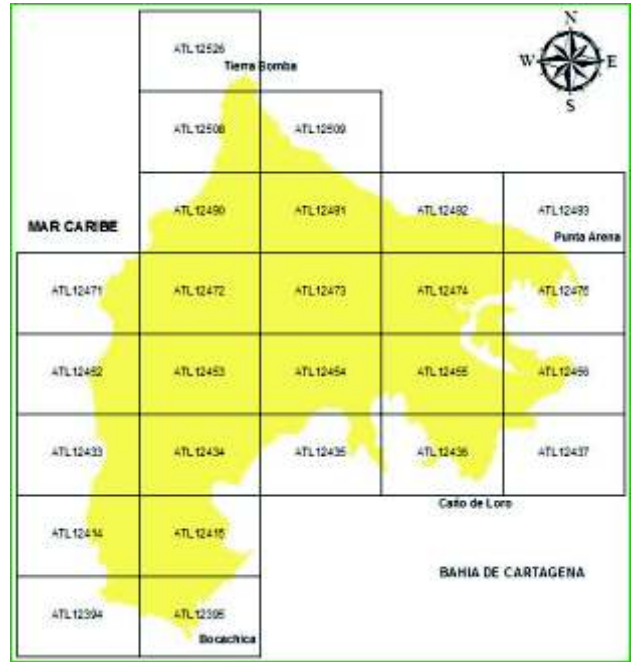 N
W E
S
ATL12526
Tierra Bomba
ATL12508 ATL12509
ATL12490 ATL12491 ATL12492 ATL12493
MAR CARIBE
Punta Arena
ATL12471 ATL12472 ATL12473 ATL12474 ATL12475
ATL12452 ATL12453 ATL12454 ATL12455 ATL12456
ATL12433 ATL12434 ATL12435 ATL12436 ATL12437
Caño de Loro
ATL12414 ATL12415
BAHIA DE CARTAGENA
ATL12394 ATL12395
Bocachica